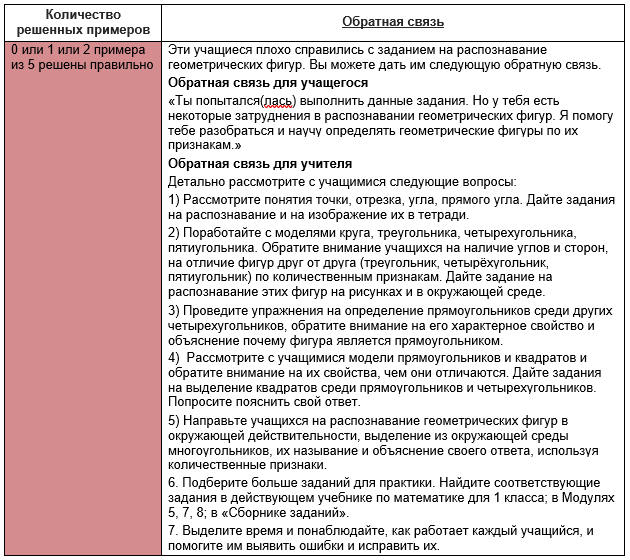 Количество
решенных примеров
Обратная связь
0 или 1 или 2 примера
из 5 решены правильно
Эти учащиеся плохо справились с заданием на распознавание
геометрических фигур. Вы можете дать им следующую обратную связь.
Обратная связь для учащегося
«Ты попытался(лась) выполнить данные задания. Но у тебя есть
некоторые затруднения в распознавании геометрических фигур. Я помогу
тебе разобраться и научу определять геометрические фигуры по их
признакам.»
Обратная связь для учителя
Детально рассмотрите с учащимися следующие вопросы:
1) Рассмотрите понятия точки, отрезка, угла, прямого угла. Дайте задания
на распознавание и на изображение их в тетради.
2) Поработайте с моделями круга, треугольника, четырехугольника,
пятиугольника. Обратите внимание учащихся на наличие углов и сторон,
на отличие фигур друг от друга (треугольник, четырёхугольник,
пятиугольник) по количественным признакам. Дайте задание на
распознавание этих фигур на рисунках и в окружающей среде.
3) Проведите упражнения на определение прямоугольников среди других
четырехугольников, обратите внимание на его характерное свойство и
объяснение почему фигура является прямоугольником.
4) Рассмотрите с учащимися модели прямоугольников и квадратов и
обратите внимание на их свойства, чем они отличаются. Дайте задания
на выделение квадратов среди прямоугольников и четырехугольников.
Попросите пояснить свой ответ.
5) Направьте учащихся на распознавание геометрических фигур в
окружающей действительности, выделение из окружающей среды
многоугольников, их называние и объяснение своего ответа, используя
количественные признаки.
6. Подберите больше заданий для практики. Найдите соответствующие
задания в действующем учебнике по математике для 1 класса; в Модулях
5, 7, 8; в «Сборнике заданий».
7. Выделите время и понаблюдайте, как работает каждый учащийся, и
помогите им выявить ошибки и исправить их.